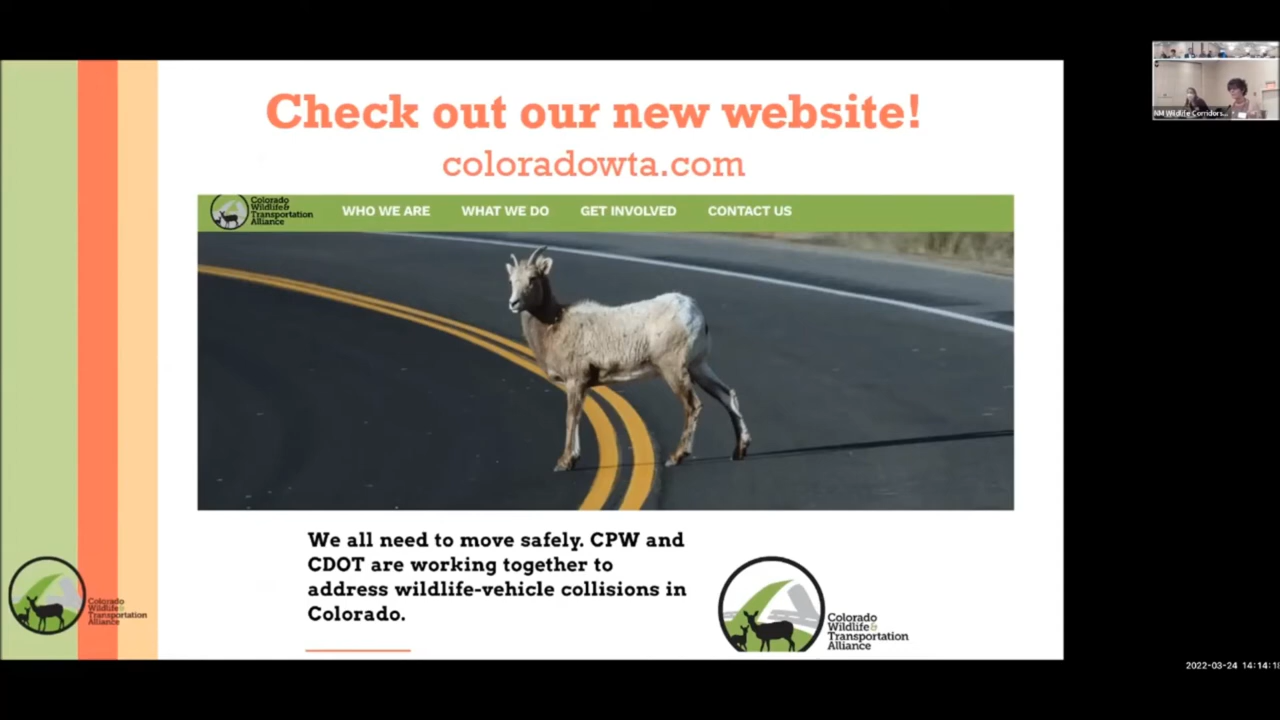 Check out our new website!
coloradowta.com
Colorado
Wildlife &
Transportation
Alliance
WHO WE ARE
WHAT WE DO
GET INVOLVED
CONTACT US
We all need to move safely. CPW and
CDOT are working together to
address wildlife-vehicle collisions in
Colorado.
Colorado
Wildlife &
Transportation
Alliance
Colorado
Wildlife &
Transportation
Alliance
NM Wildlife Corridors...
2022-03-24 14:14:18